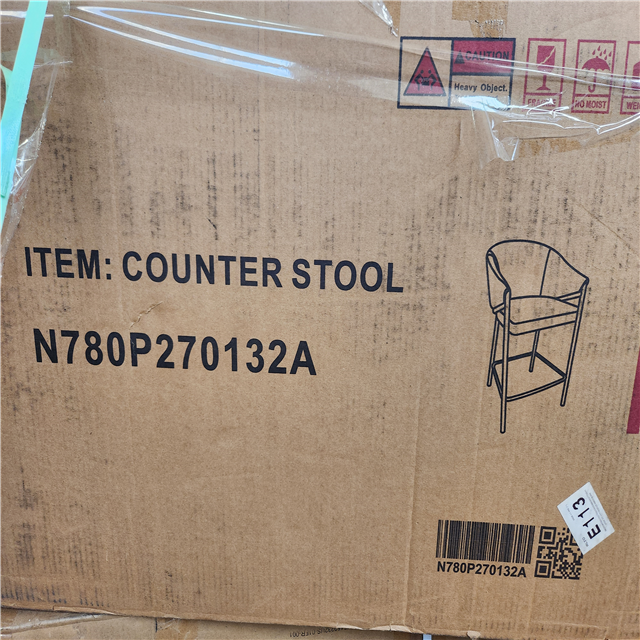 CAUTION
Heavy Object.
NO MOIST
ITEM: COUNTER STOOL
N780P270132A
E113
N780P270132A